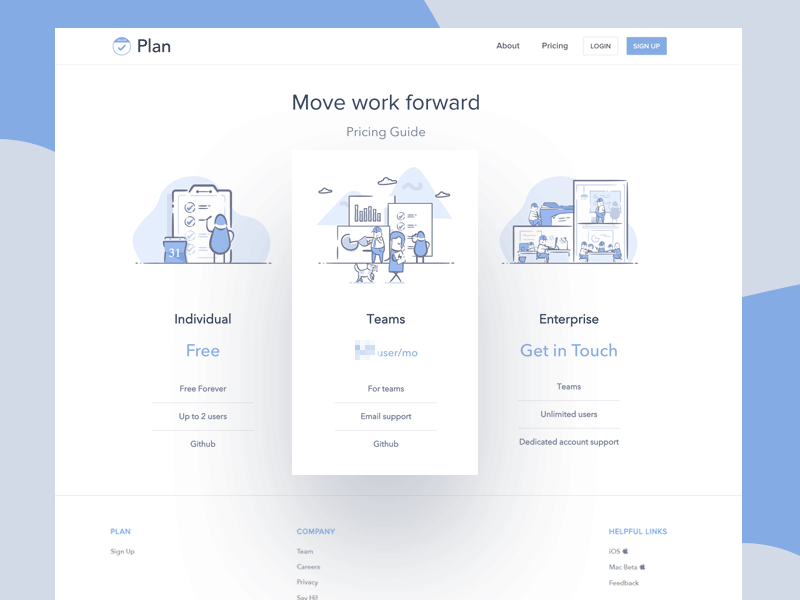 Plan
About Pricing LOGIN SIGN UP
Move work forward
Pricing Guide
31
Individual
Free
Free Forever
Up to 2 users
Github
Teams
user/mo
For teams
Email support
Github
Enterprise
Get in Touch
Teams
Unlimited users
Dedicated account support
PLAN
Sign Up
COMPANY
Team
Careers
Privacy
Say Hi!
HELPFUL LINKS
iOS
Mac Beta
Feedback